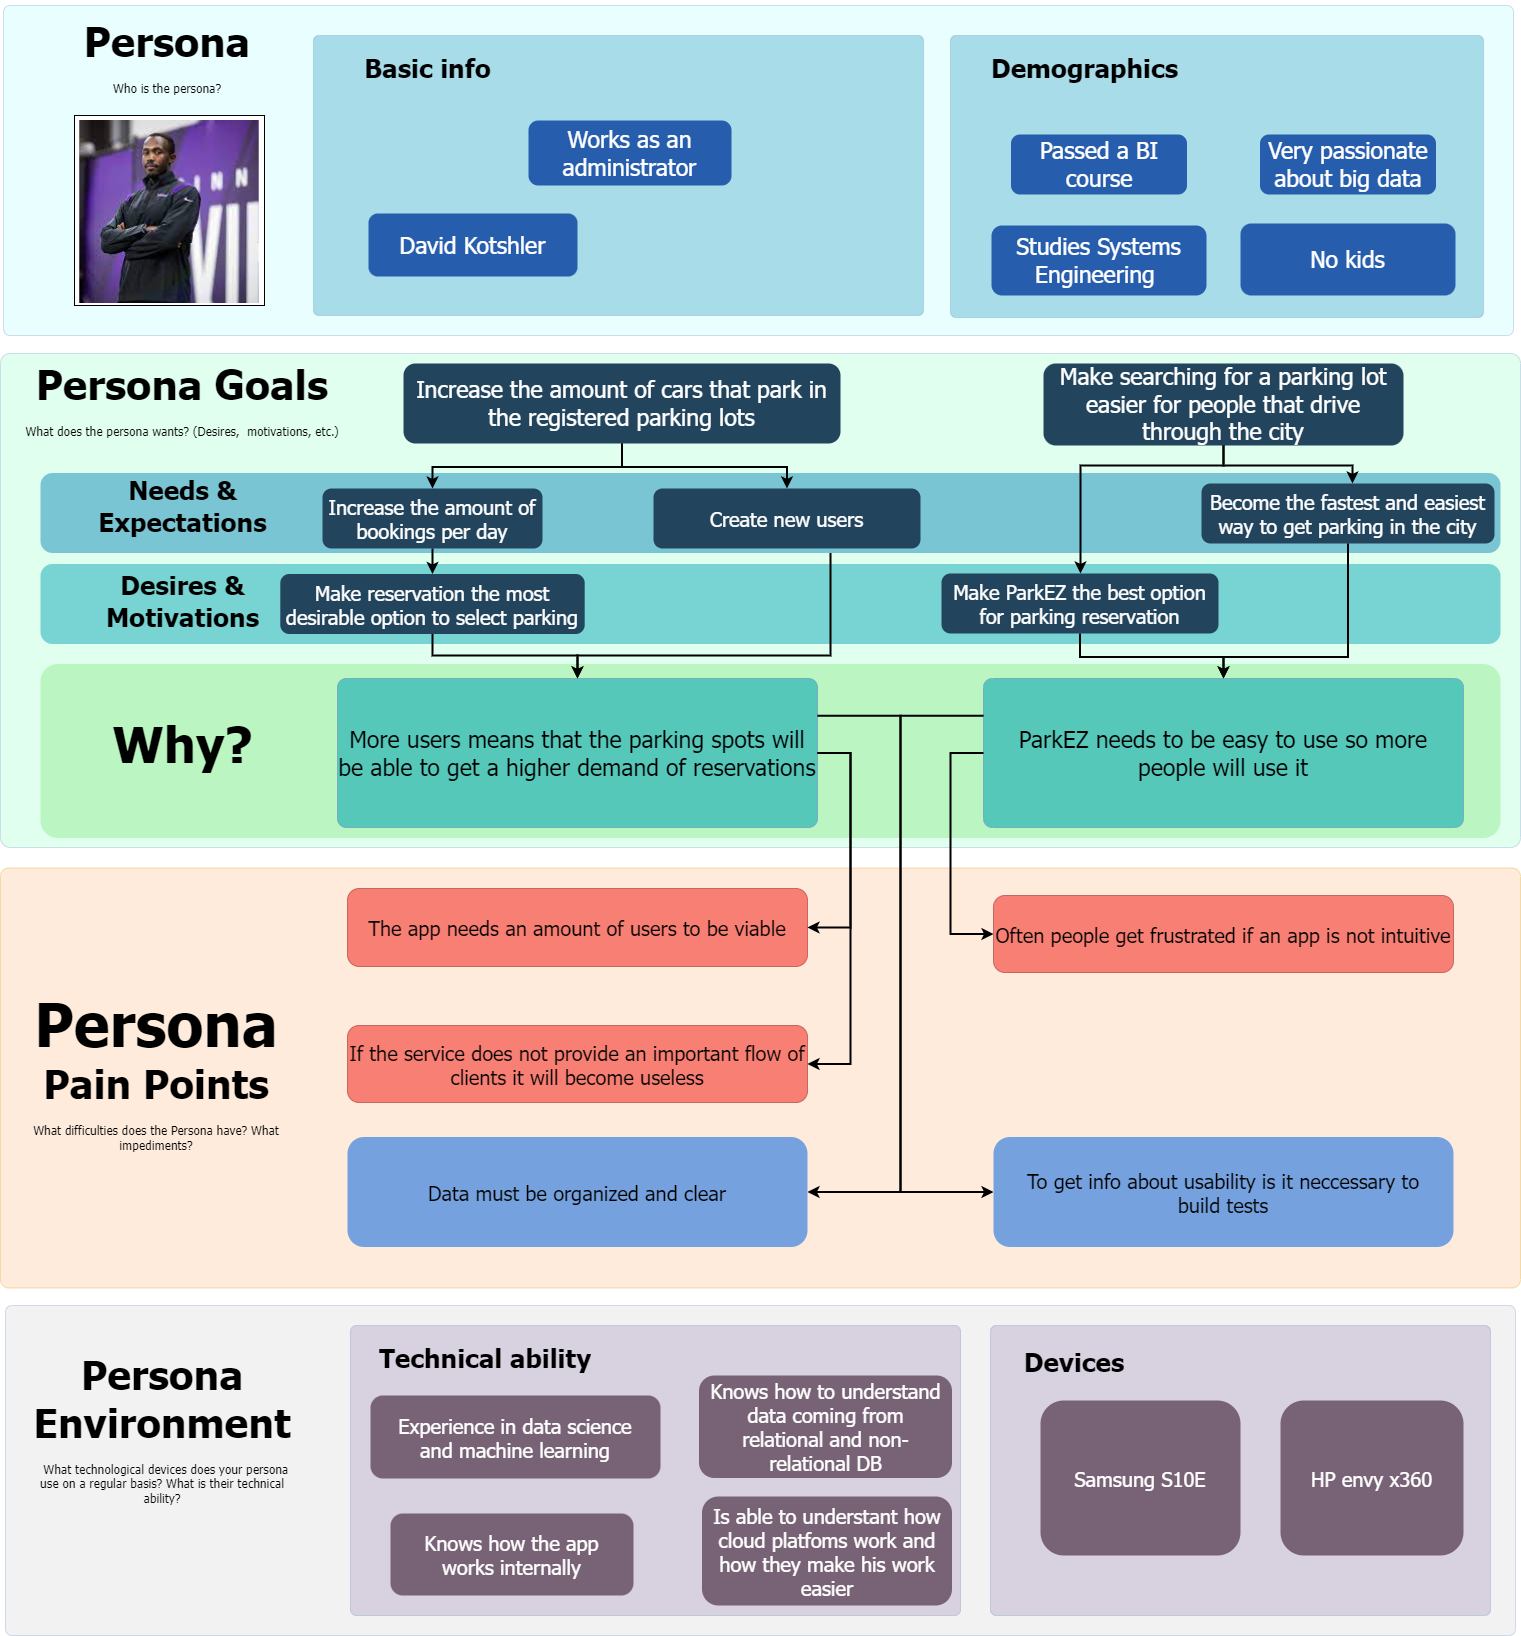 Persona
Who is the persona?
Basic info
Works as an
administrator
David Kotshler
Demographics
Passed a BI
course
Very passionate
about big data
Studies Systems
Engineering
No kids
Persona Goals
What does the persona wants? (Desires,  motivations, etc.)
Increase the amount of cars that park in
the registered parking lots
Make searching for a parking lot
easier for people that drive
through the city
Needs &
Expectations
Increase the amount of
bookings per day
Create new users
Become the fastest and easiest
way to get parking in the city
Desires &
Motivations
Make reservation the most
desirable option to select parking
Make ParkEZ the best option
for parking reservation
Why?
More users means that the parking spots will
be able to get a higher demand of reservations
ParkEZ needs to be easy to use so more
people will use it
Persona
Pain Points
What difficulties does the Persona have? What
impediments?
The app needs an amount of users to be viable
Often people get frustrated if an app is not intuitive
If the service does not provide an important flow of
clients it will become useless
Data must be organized and clear
To get info about usability is it neccessary to
build tests
Persona
Environment
What technological devices does your persona
use on a regular basis? What is their technical
ability?
Technical ability
Experience in data science
and machine learning
Knows how to understand
data coming from
relational and non-
relational DB
Knows how the app
works internally
Is able to understant how
cloud platfoms work and
how they make his work
easier
Devices
Samsung S10E
HP envy x360